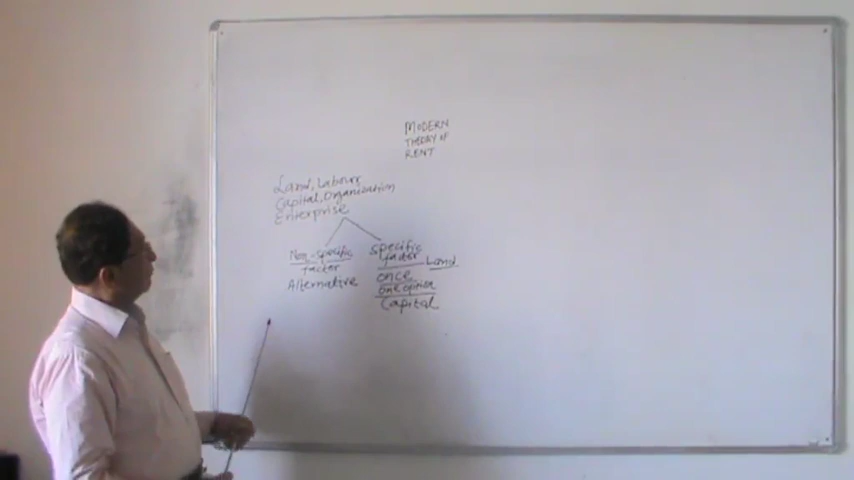 MODERN
THEORY OF
RENT
Land, Labour
Capital, Organisation
Enterprise
Non-specific
factor
Alternative
specific
factor Land
once
one option
Capital